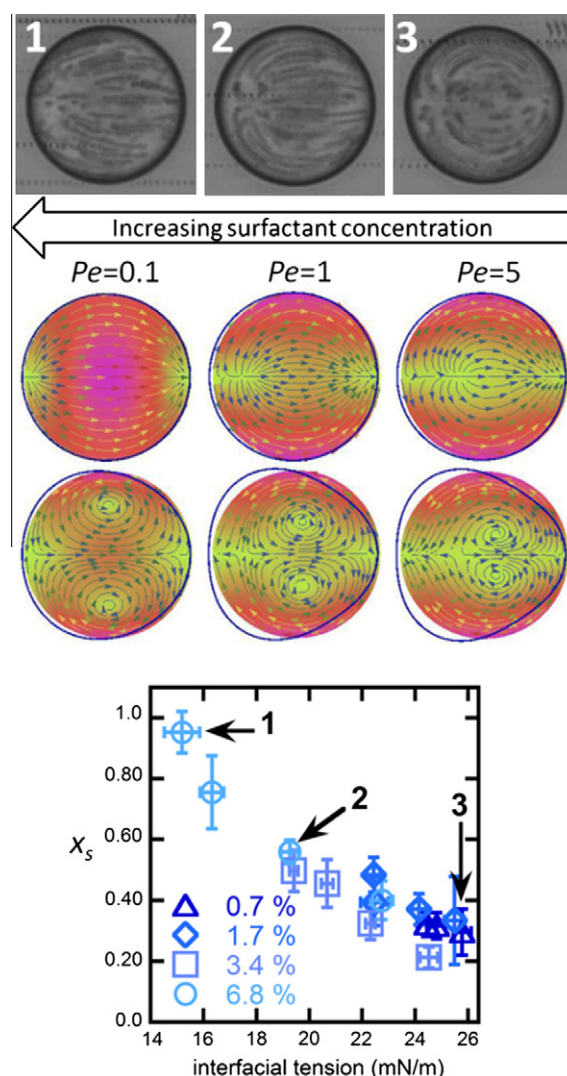 1 2 3
Increasing surfactant concentration
Pe=0.1 Pe=1 Pe=5
1.0
0.80
0.60
0.40
0.20
0.0
xs
1
2
3
0.7 %
1.7 %
3.4 %
6.8 %
14 16 18 20 22 24 26
interfacial tension (mN/m)